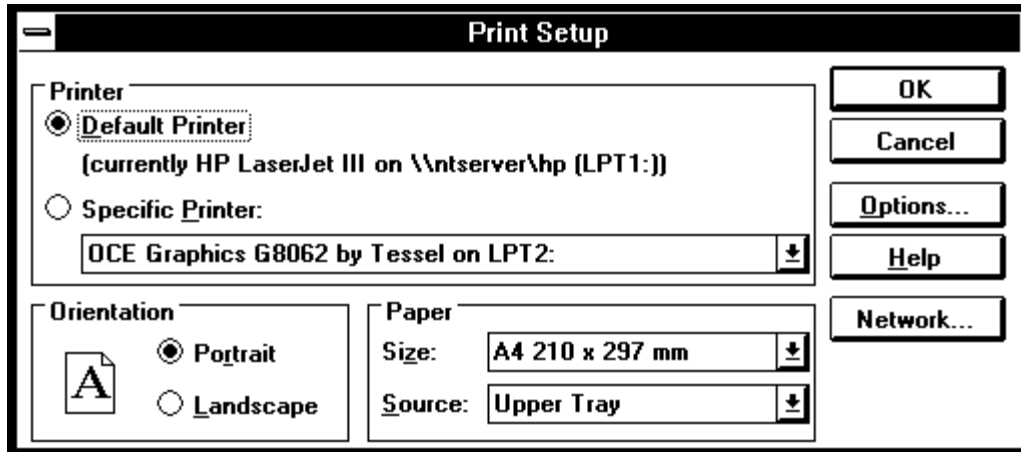 Print Setup
Printer
Default Printer
(currently HP LaserJet III on \\ntserver\hp (LPT1:))
Specific Printer:
OCE Graphics G8062 by Tessel on LPT2:
OK
Cancel
Options...
Help
Network...
Orientation
A
Portrait
Landscape
Paper
Size:
A4 210 x 297 mm
Source:
Upper Tray